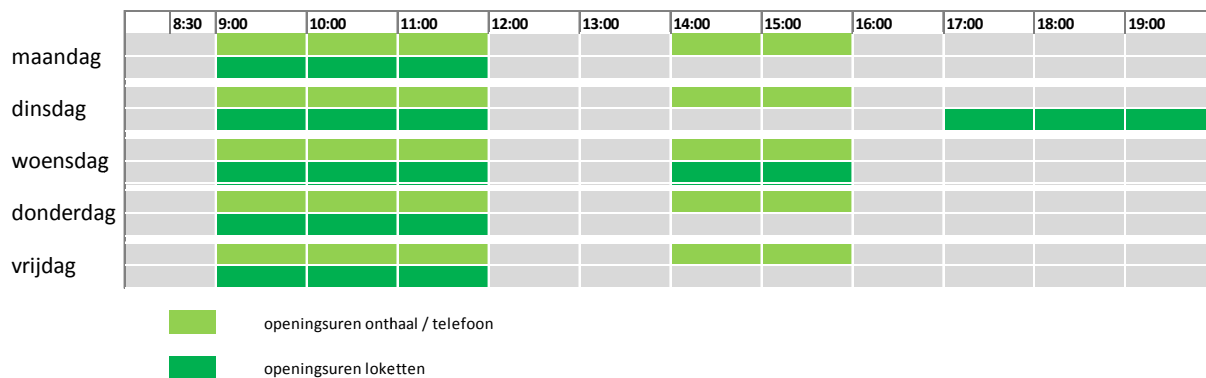 8:30 9:00 10:00 11:00 12:00 13:00 14:00 15:00 16:00 17:00 18:00 19:00
maandag
dinsdag
woensdag
donderdag
vrijdag
openingsuren onthaal / telefoon
openingsuren loketten